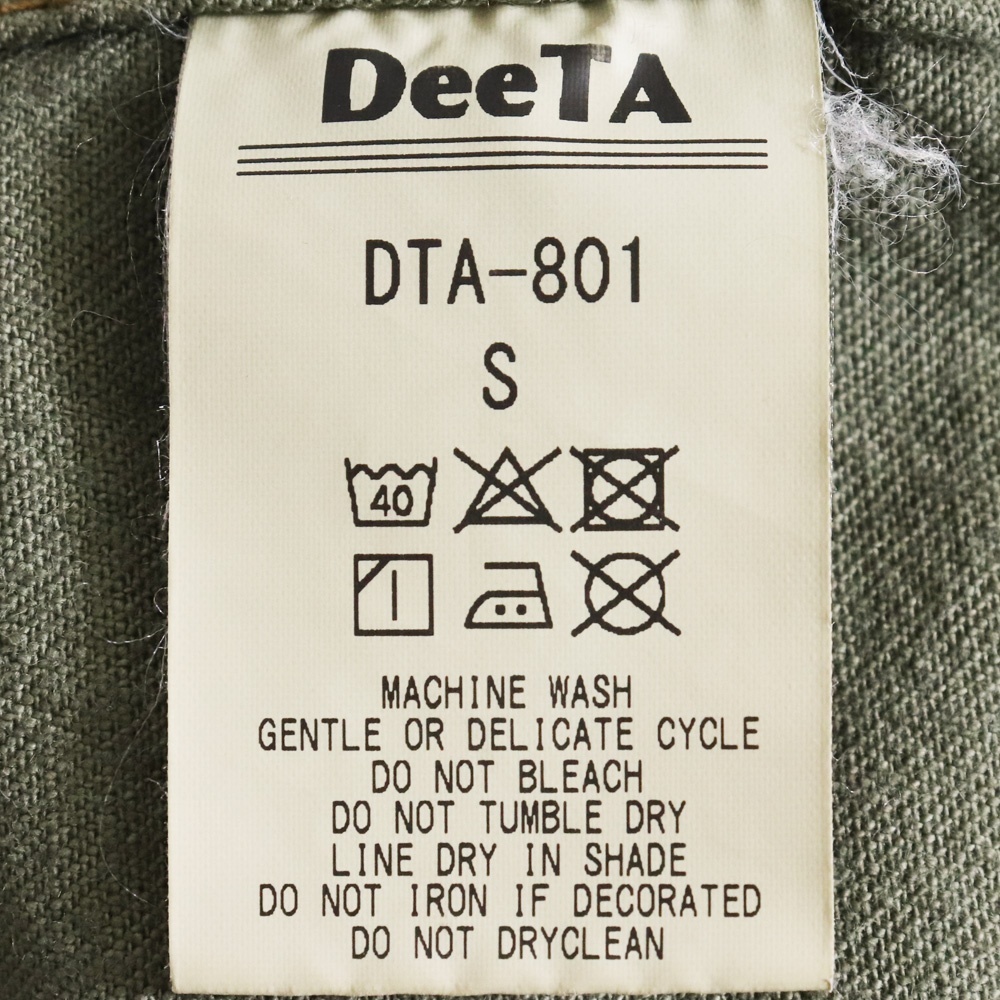 DeeTA
DTA-801
S
40
MACHINE WASH
GENTLE OR DELICATE CYCLE
DO NOT BLEACH
DO NOT TUMBLE DRY
LINE DRY IN SHADE
DO NOT IRON IF DECORATED
DO NOT DRYCLEAN